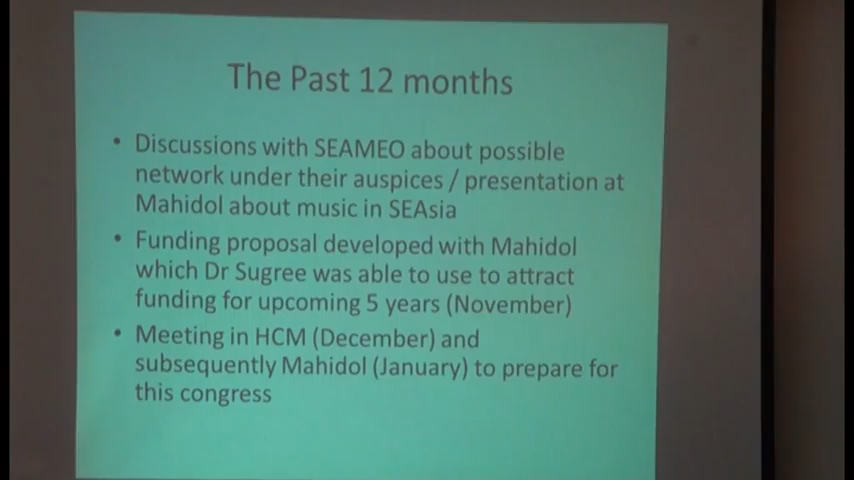 The Past 12 months
• Discussions with SEAMEO about possible
network under their auspices / presentation at
Mahidol about music in SEAsia
• Funding proposal developed with Mahidol
which Dr Sugree was able to use to attract
funding for upcoming 5 years (November)
• Meeting in HCM (December) and
subsequently Mahidol (January) to prepare for
this congress